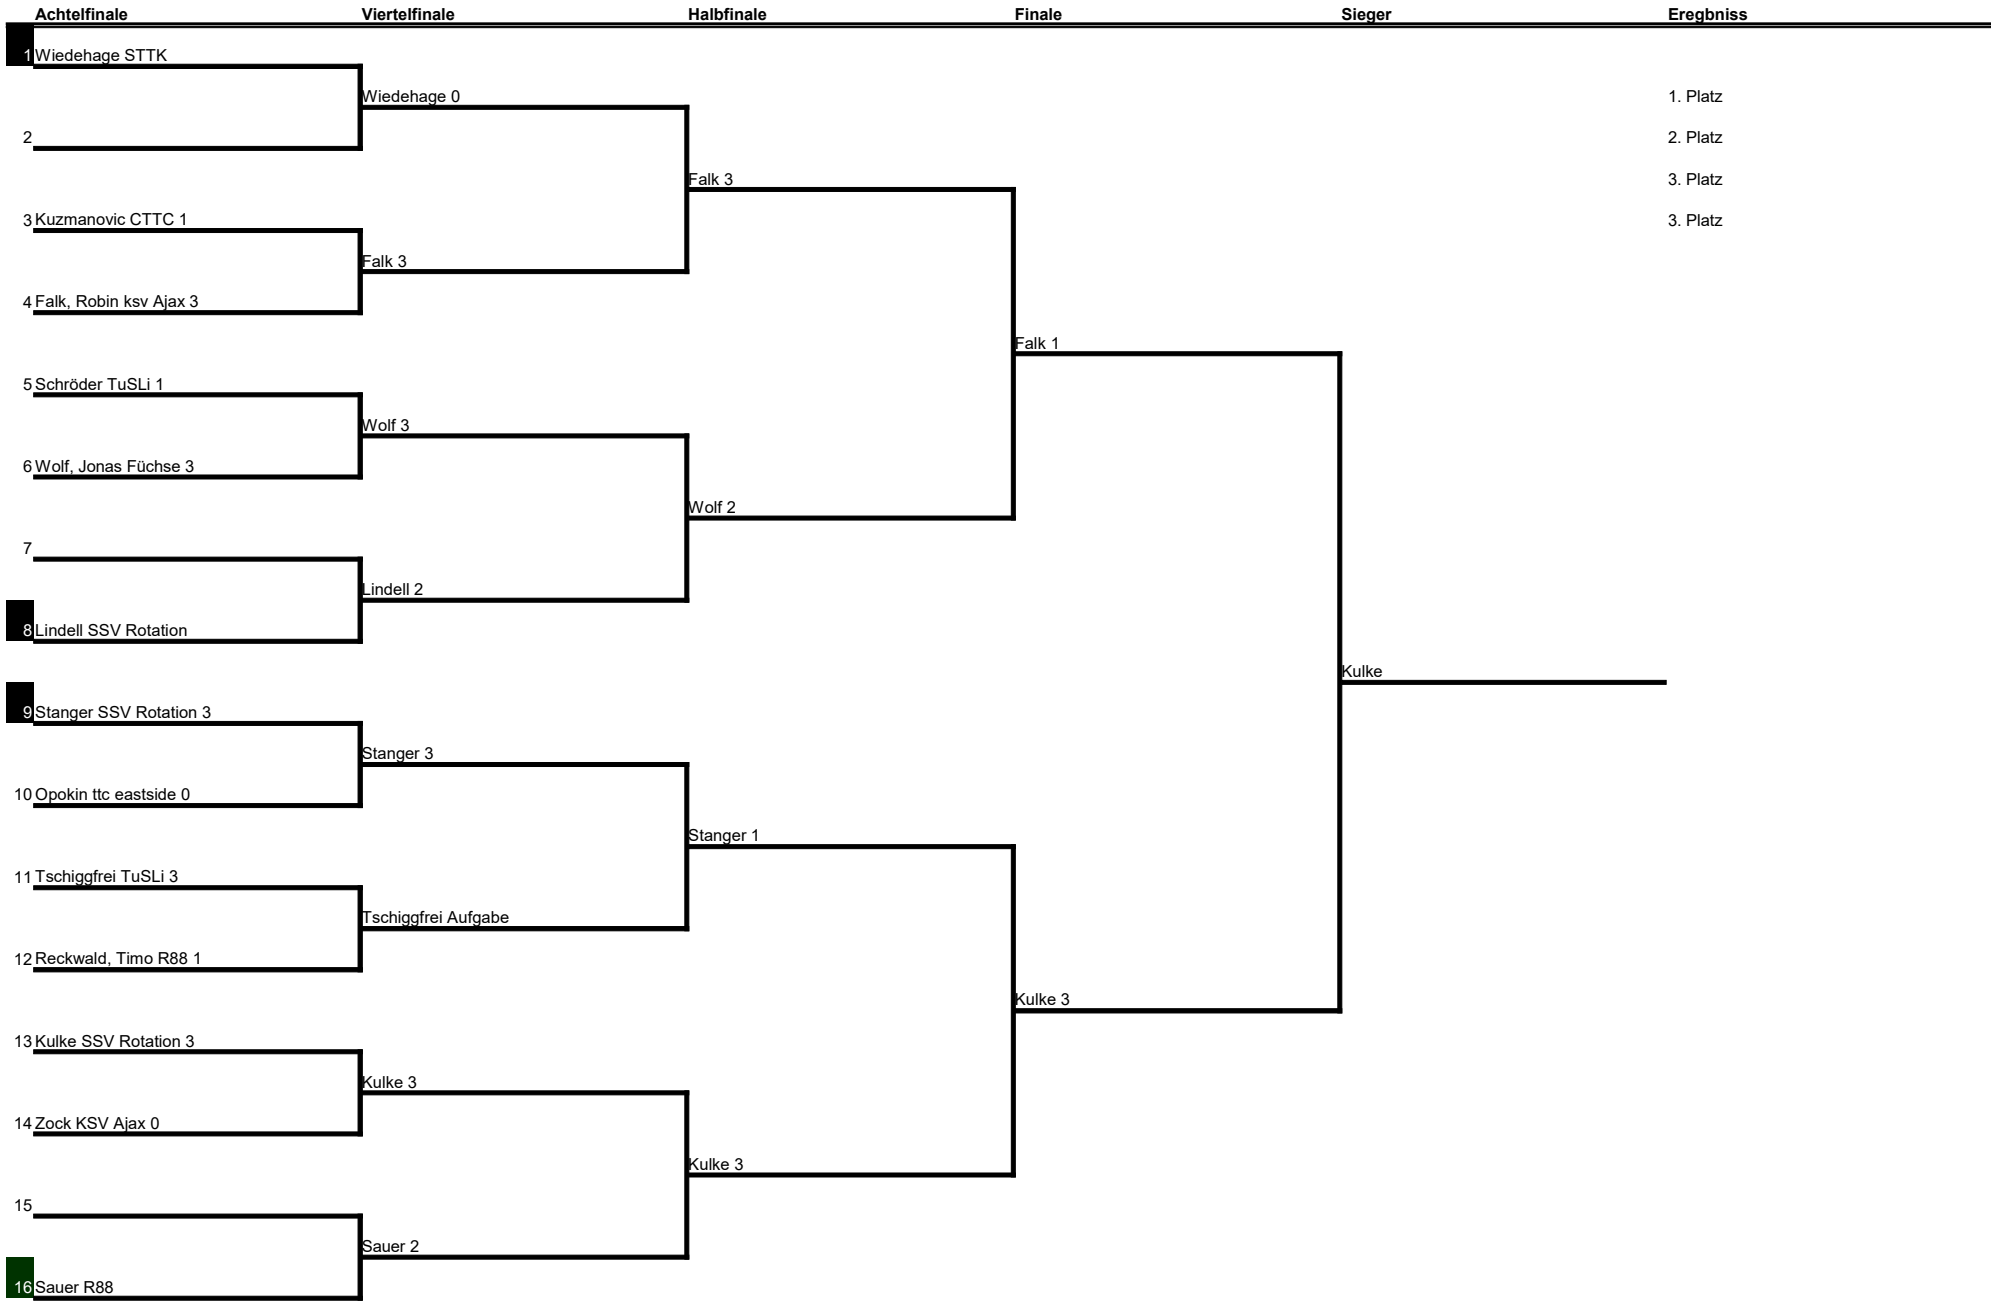 Achtelfinale Viertelfinale Halbfinale Finale Sieger Eregbniss
1 Wiedehage STTK
Wiedehage 0 1. Platz
2 2. Platz
Falk 3 3. Platz
3 Kuzmanovic CTTC 1 3. Platz
Falk 3
4 Falk, Robin ksv Ajax 3
Falk 1
5 Schröder TuSLi 1
Wolf 3
6 Wolf, Jonas Füchse 3
Wolf 2
7
Lindell 2
8 Lindell SSV Rotation
Kulke
9 Stanger SSV Rotation 3
Stanger 3
10 Opokin ttc eastside 0
Stanger 1
11 Tschiggfrei TuSLi 3
Tschiggfrei Aufgabe
12 Reckwald, Timo R88 1
Kulke 3
13 Kulke SSV Rotation 3
Kulke 3
14 Zock KSV Ajax 0
Kulke 3
15
Sauer 2
16 Sauer R88